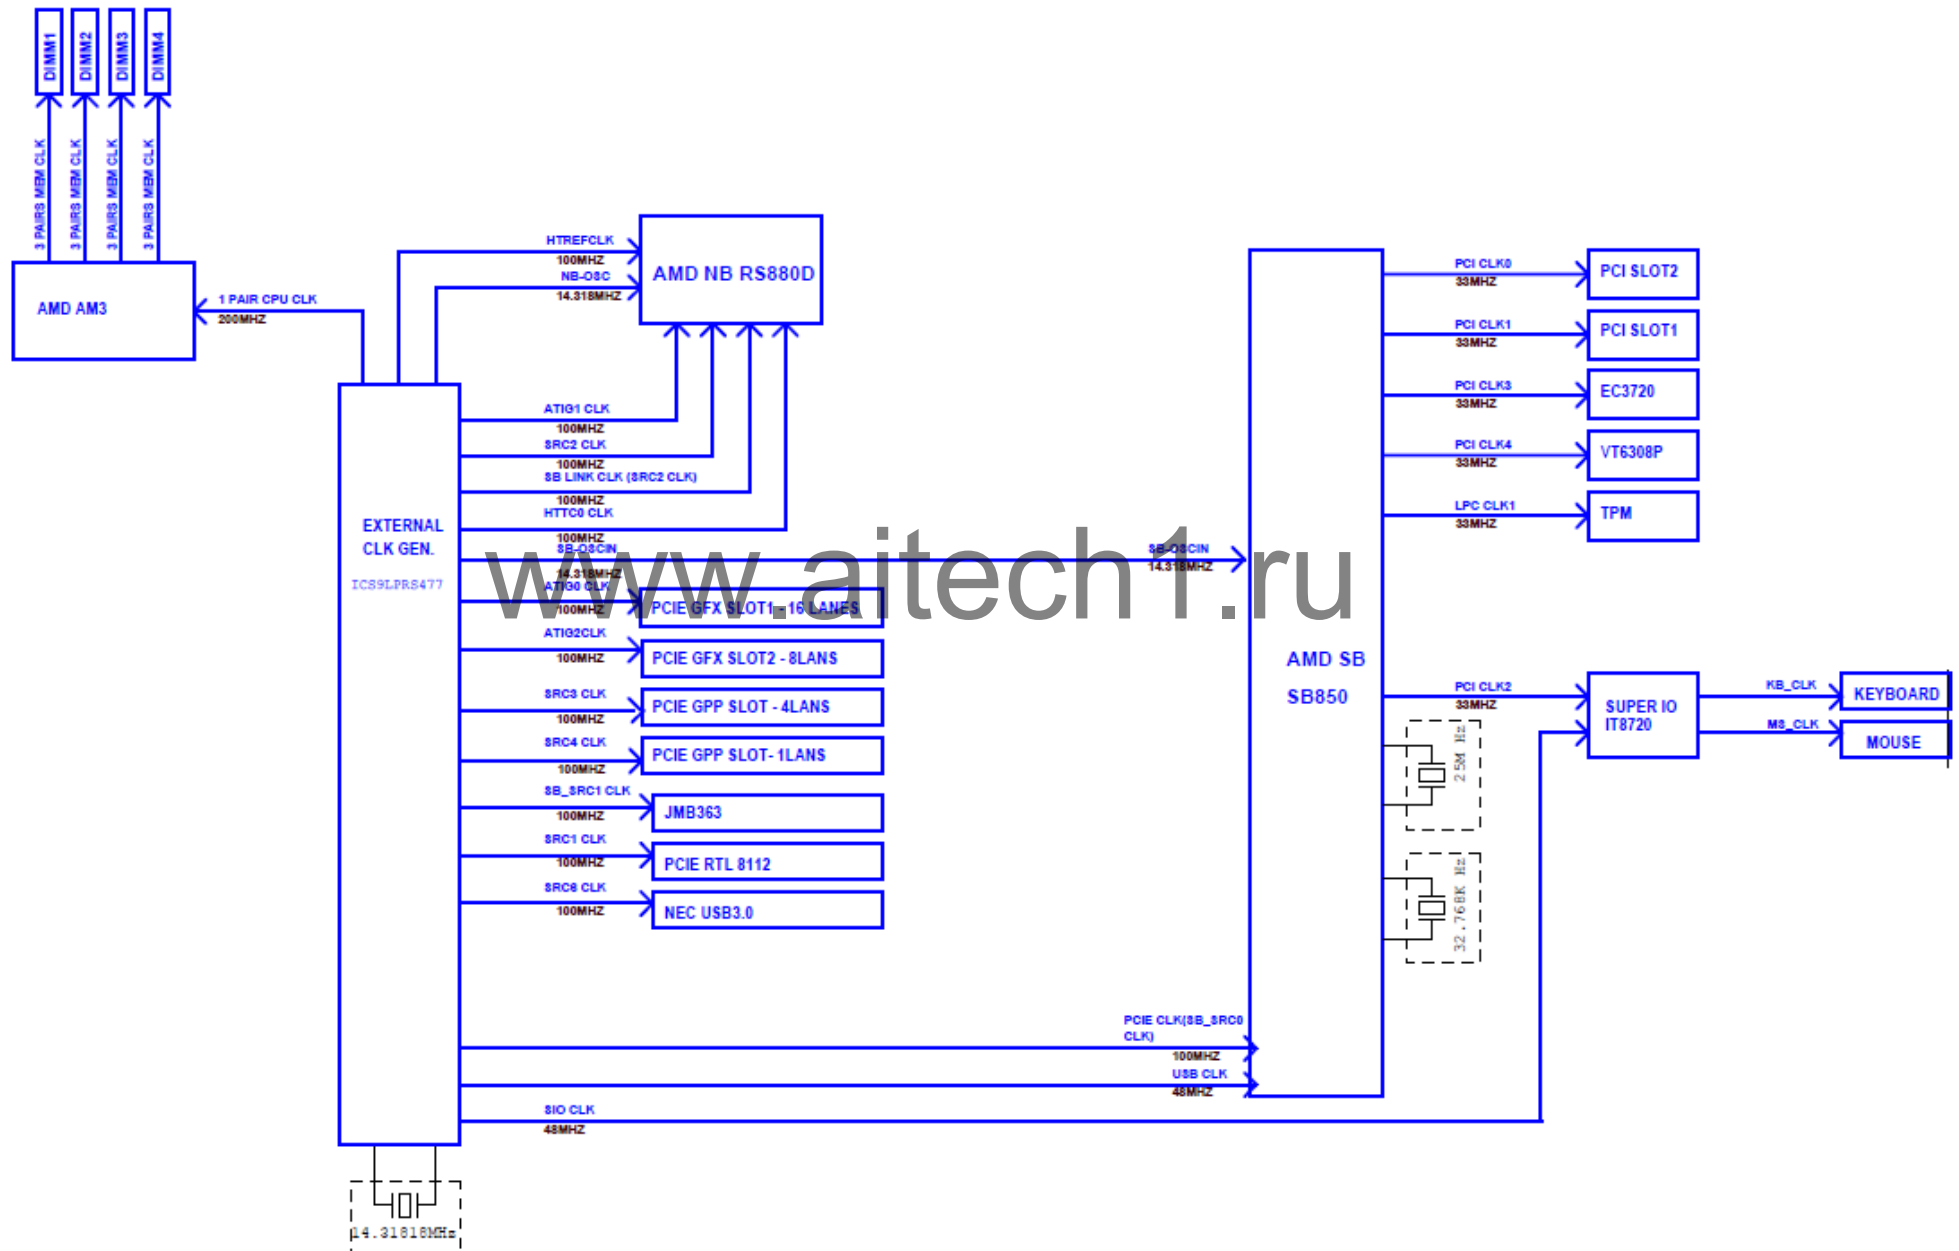 DIMM1
DIMM2
DIMM3
DIMM4
3 PAIRS MEM CLK
3 PAIRS MEM CLK
3 PAIRS MEM CLK
3 PAIRS MEM CLK
AMD AM3
1 PAIR CPU CLK
200MHZ
HTREFCLK
100MHZ
NB-OSC
14.318MHZ
AMD NB RS880D
EXTERNAL
CLK GEN.
ICS9LPRS477
ATIG1 CLK
100MHZ
SRC2 CLK
100MHZ
SB LINK CLK (SRC2 CLK)
100MHZ
HTTC0 CLK
100MHZ
SB-OSCIN
14.318MHZ
SB-OSCIN
14.318MHZ
www.aitech1.ru
ATIG0 CLK
100MHZ
PCIE GFX SLOT1 - 16 LANES
ATIG2CLK
100MHZ
PCIE GFX SLOT2 - 8LANS
SRC3 CLK
100MHZ
PCIE GPP SLOT - 4LANS
SRC4 CLK
100MHZ
PCIE GPP SLOT- 1LANS
SB_SRC1 CLK
100MHZ
JMB363
SRC1 CLK
100MHZ
PCIE RTL 8112
SRC6 CLK
100MHZ
NEC USB3.0
PCIE CLK(SB_SRC0
CLK)
100MHZ
USB CLK
48MHZ
SIO CLK
48MHZ
14.31818MHz
AMD SB
SB850
PCI CLK0
33MHZ
PCI SLOT2
PCI CLK1
33MHZ
PCI SLOT1
PCI CLK3
33MHZ
EC3720
PCI CLK4
33MHZ
VT6308P
LPC CLK1
33MHZ
TPM
PCI CLK2
33MHZ
SUPER IO
IT8720
KB_CLK
KEYBOARD
MS_CLK
MOUSE
25M Hz
32.768K Hz